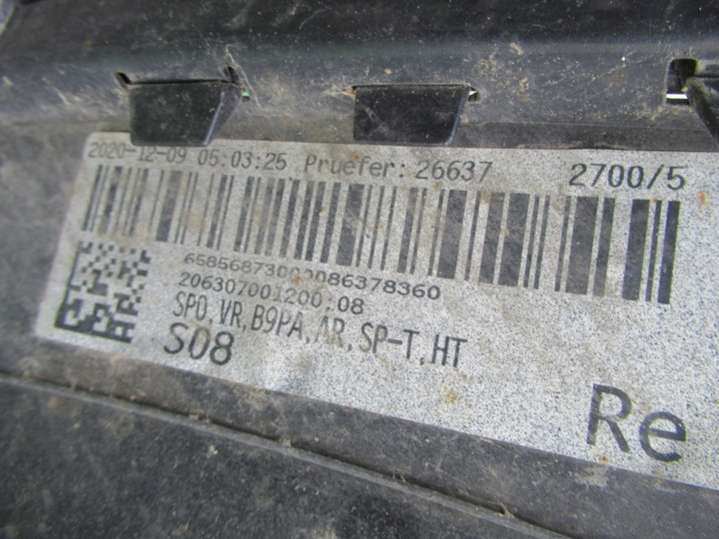 2020-12-09 05:03:25 Pruefer: 26637 2700/5
6585687300086378360
206307001200:08
SPO,VR,B9PA,AR,SP-T,HT
S08
Re